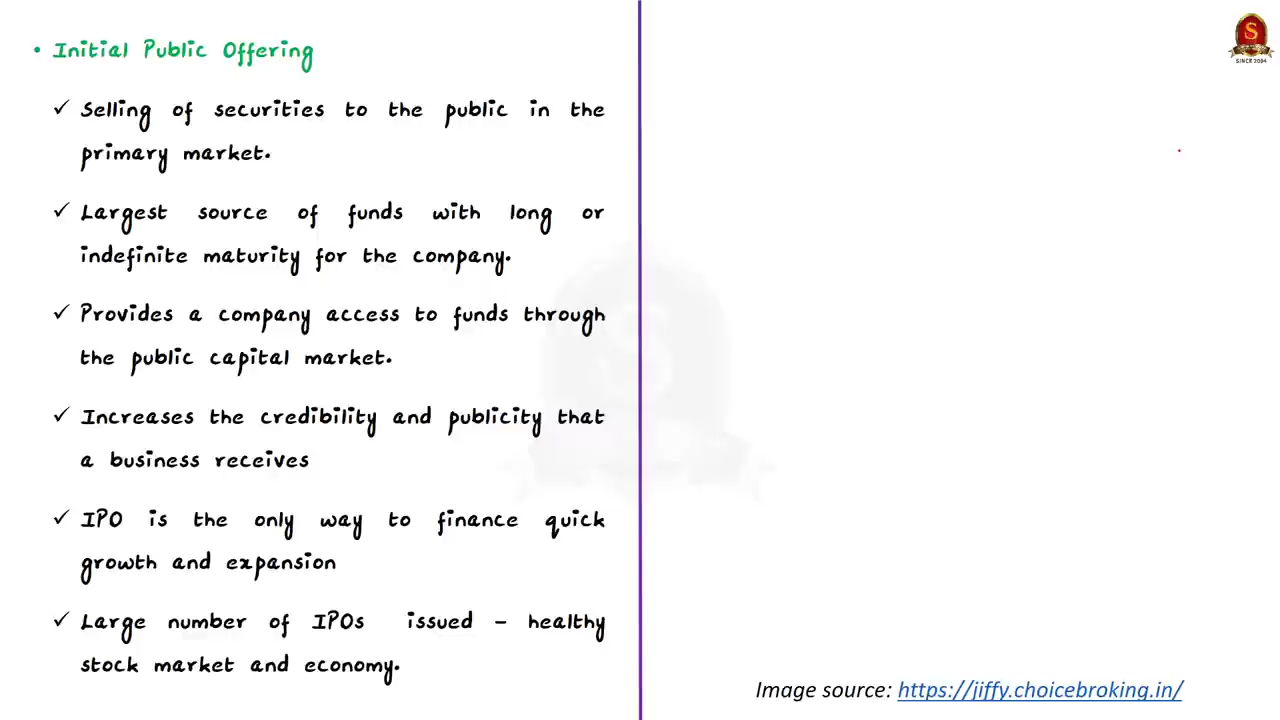 • Initial Public Offering
✓ Selling of securities to the public in the
primary market.
✓ Largest source of funds with long or
indefinite maturity for the company.
✓ Provides a company access to funds through
the public capital market.
✓ Increases the credibility and publicity that
a business receives
✓ IPO is the only way to finance quick
growth and expansion
✓ Large number of IPOs issued – healthy
stock market and economy.
S
SINCE 2004
Image source: https://jiffy.choicebroking.in/